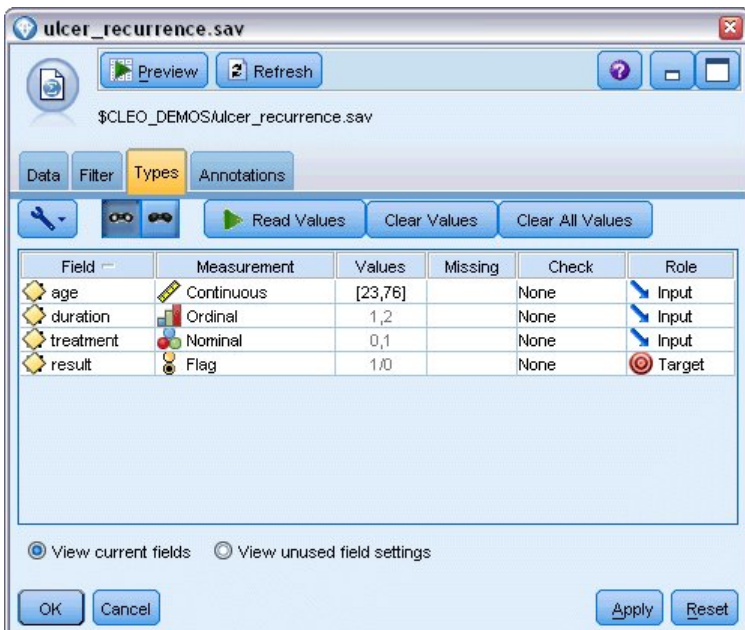 ulcer_recurrence.sav
Preview Refresh
$CLEO_DEMOS/ulcer_recurrence.sav
Data Filter Types Annotations
Read Values Clear Values Clear All Values
Field Measurement Values Missing Check Role
age Continuous [23,76] None Input
duration Ordinal 1,2 None Input
treatment Nominal 0,1 None Input
result Flag 1/0 None Target
View current fields View unused field settings
OK Cancel Apply Reset